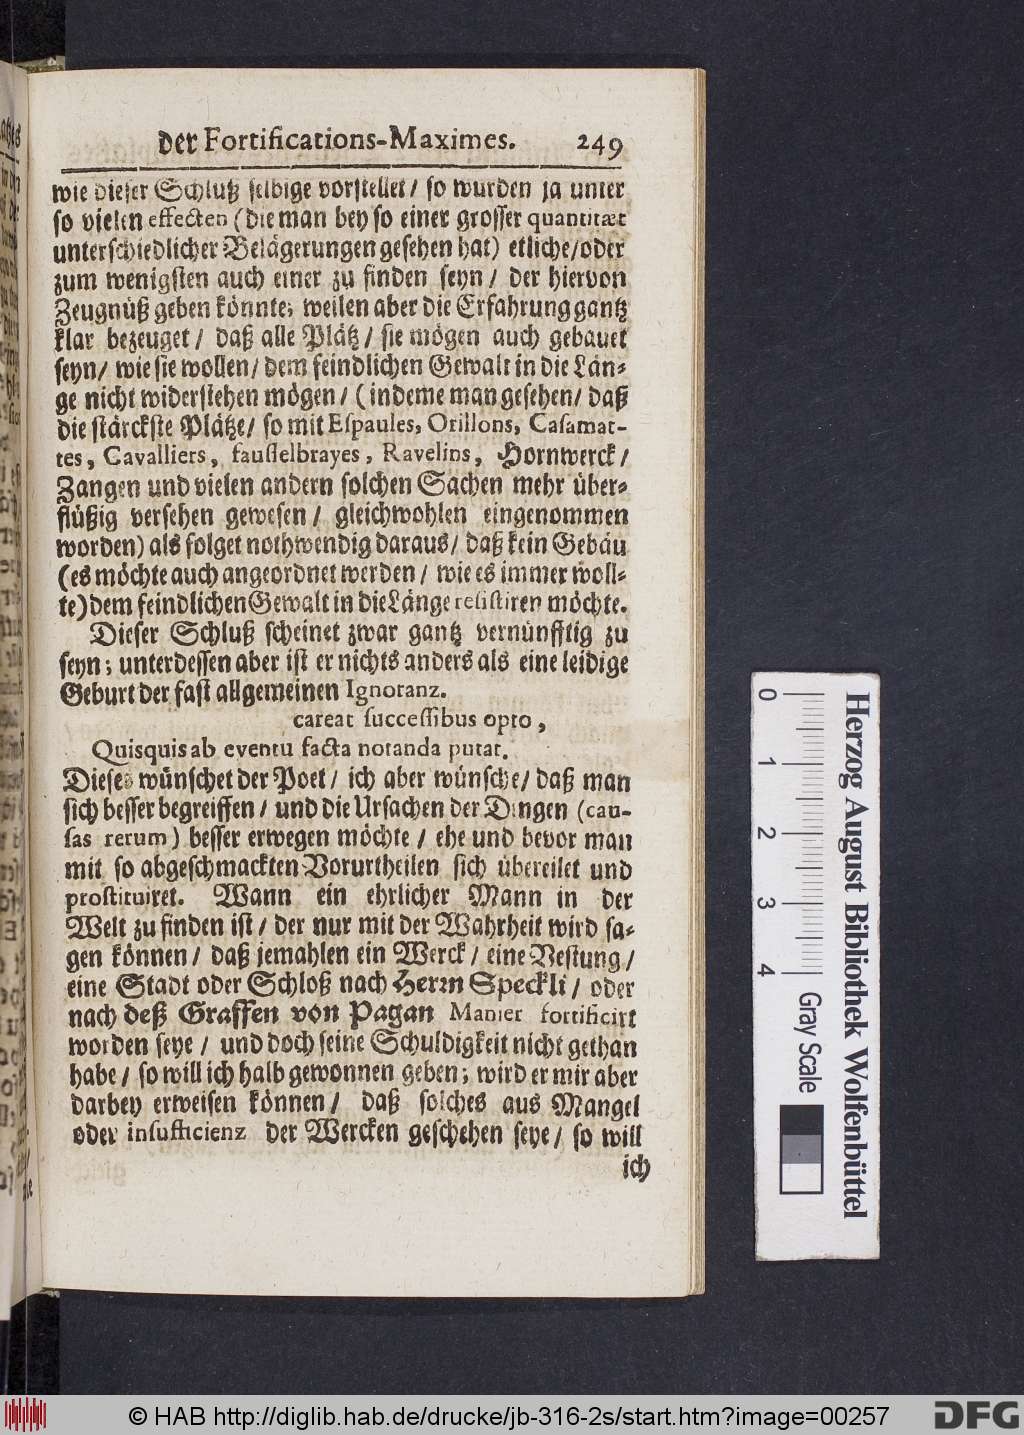 der Fortifications-Maximes. 249
wie dieser Schluß selbige vorstellet / so wurden ja unter
so vielen effecten (die man bey so einer grosser quantitæt
unterschiedlicher Belägerungen gesehen hat) etliche/oder
zum wenigsten auch einer zu finden seyn / der hiervon
Zeugnüß geben könnte; weilen aber die Erfahrung gantz
klar bezeuget / daß alle Plätz / sie mögen auch gebauet
seyn/ wie sie wollen/ dem feindlichen Gewalt in die Län-
ge nicht widerstehen mögen / (indeme man gesehen/ daß
die stärckste Plätze/ so mit Espaules, Orillons, Casamat-
tes, Cavalliers, faussebrayes, Ravelins, Hornwerck /
Zangen und vielen andern solchen Sachen mehr über-
flüßig versehen gewesen / gleichwohlen eingenommen
worden) als folget nothwendig daraus/ daß kein Gebäu
(es möchte auch angeordnet werden / wie es immer woll-
te) dem feindlichen Gewalt in die Länge resistiren möchte.
Dieser Schluß scheinet zwar gantz vernünfftig zu
seyn; unterdessen aber ist er nichts anders als eine leidige
Geburt der fast allgemeinen Ignoranz.
careat successibus opto,
Quisquis ab eventu facta notanda putat.
Dieses wünschet der Poet / ich aber wünsche/ daß man
sich besser begreiffen / und die Ursachen der Dingen (cau-
sas rerum) besser erwegen möchte / ehe und bevor man
mit so abgeschmackten Vorurtheilen sich übereilet und
prostituiret. Wann ein ehrlicher Mann in der
Welt zu finden ist / der nur mit der Wahrheit wird sa-
gen können / daß jemahlen ein Werck / eine Vestung /
eine Stadt oder Schloß nach Herrn Speckli / oder
nach deß Graffen von Pagan Manier fortificirt
worden seye / und doch seine Schuldigkeit nicht gethan
habe / so will ich halb gewonnen geben; wird er mir aber
darbey erweisen können / daß solches aus Mangel
oder insufficienz der Wercken geschehen seye / so will
ich
0 1 2 3 4
Gray Scale
Herzog August Bibliothek Wolfenbüttel
© HAB http://diglib.hab.de/drucke/jb-316-2s/start.htm?image=00257
DFG